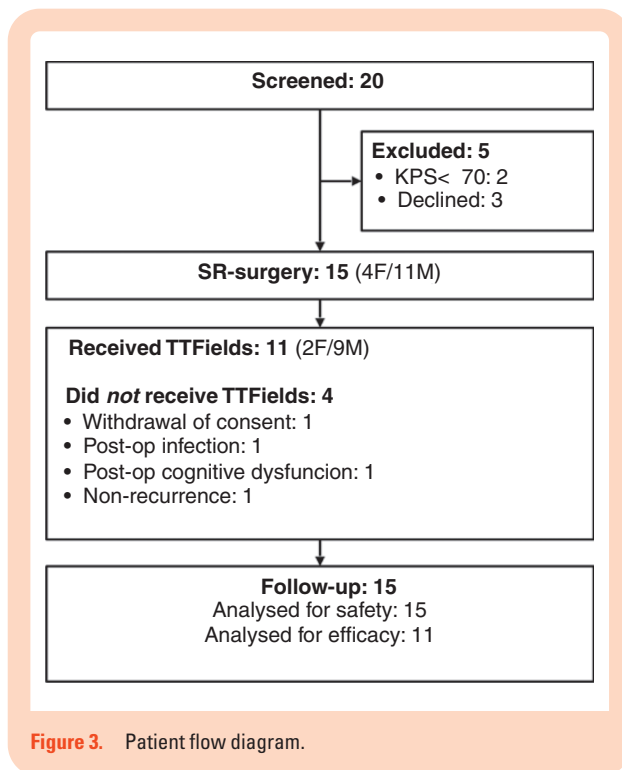 Screened: 20
Excluded: 5
• KPS< 70: 2
• Declined: 3
SR-surgery: 15 (4F/11M)
Received TTFields: 11 (2F/9M)
Did not receive TTFields: 4
• Withdrawal of consent: 1
• Post-op infection: 1
• Post-op cognitive dysfuncion: 1
• Non-recurrence: 1
Follow-up: 15
Analysed for safety: 15
Analysed for efficacy: 11
Figure 3. Patient flow diagram.